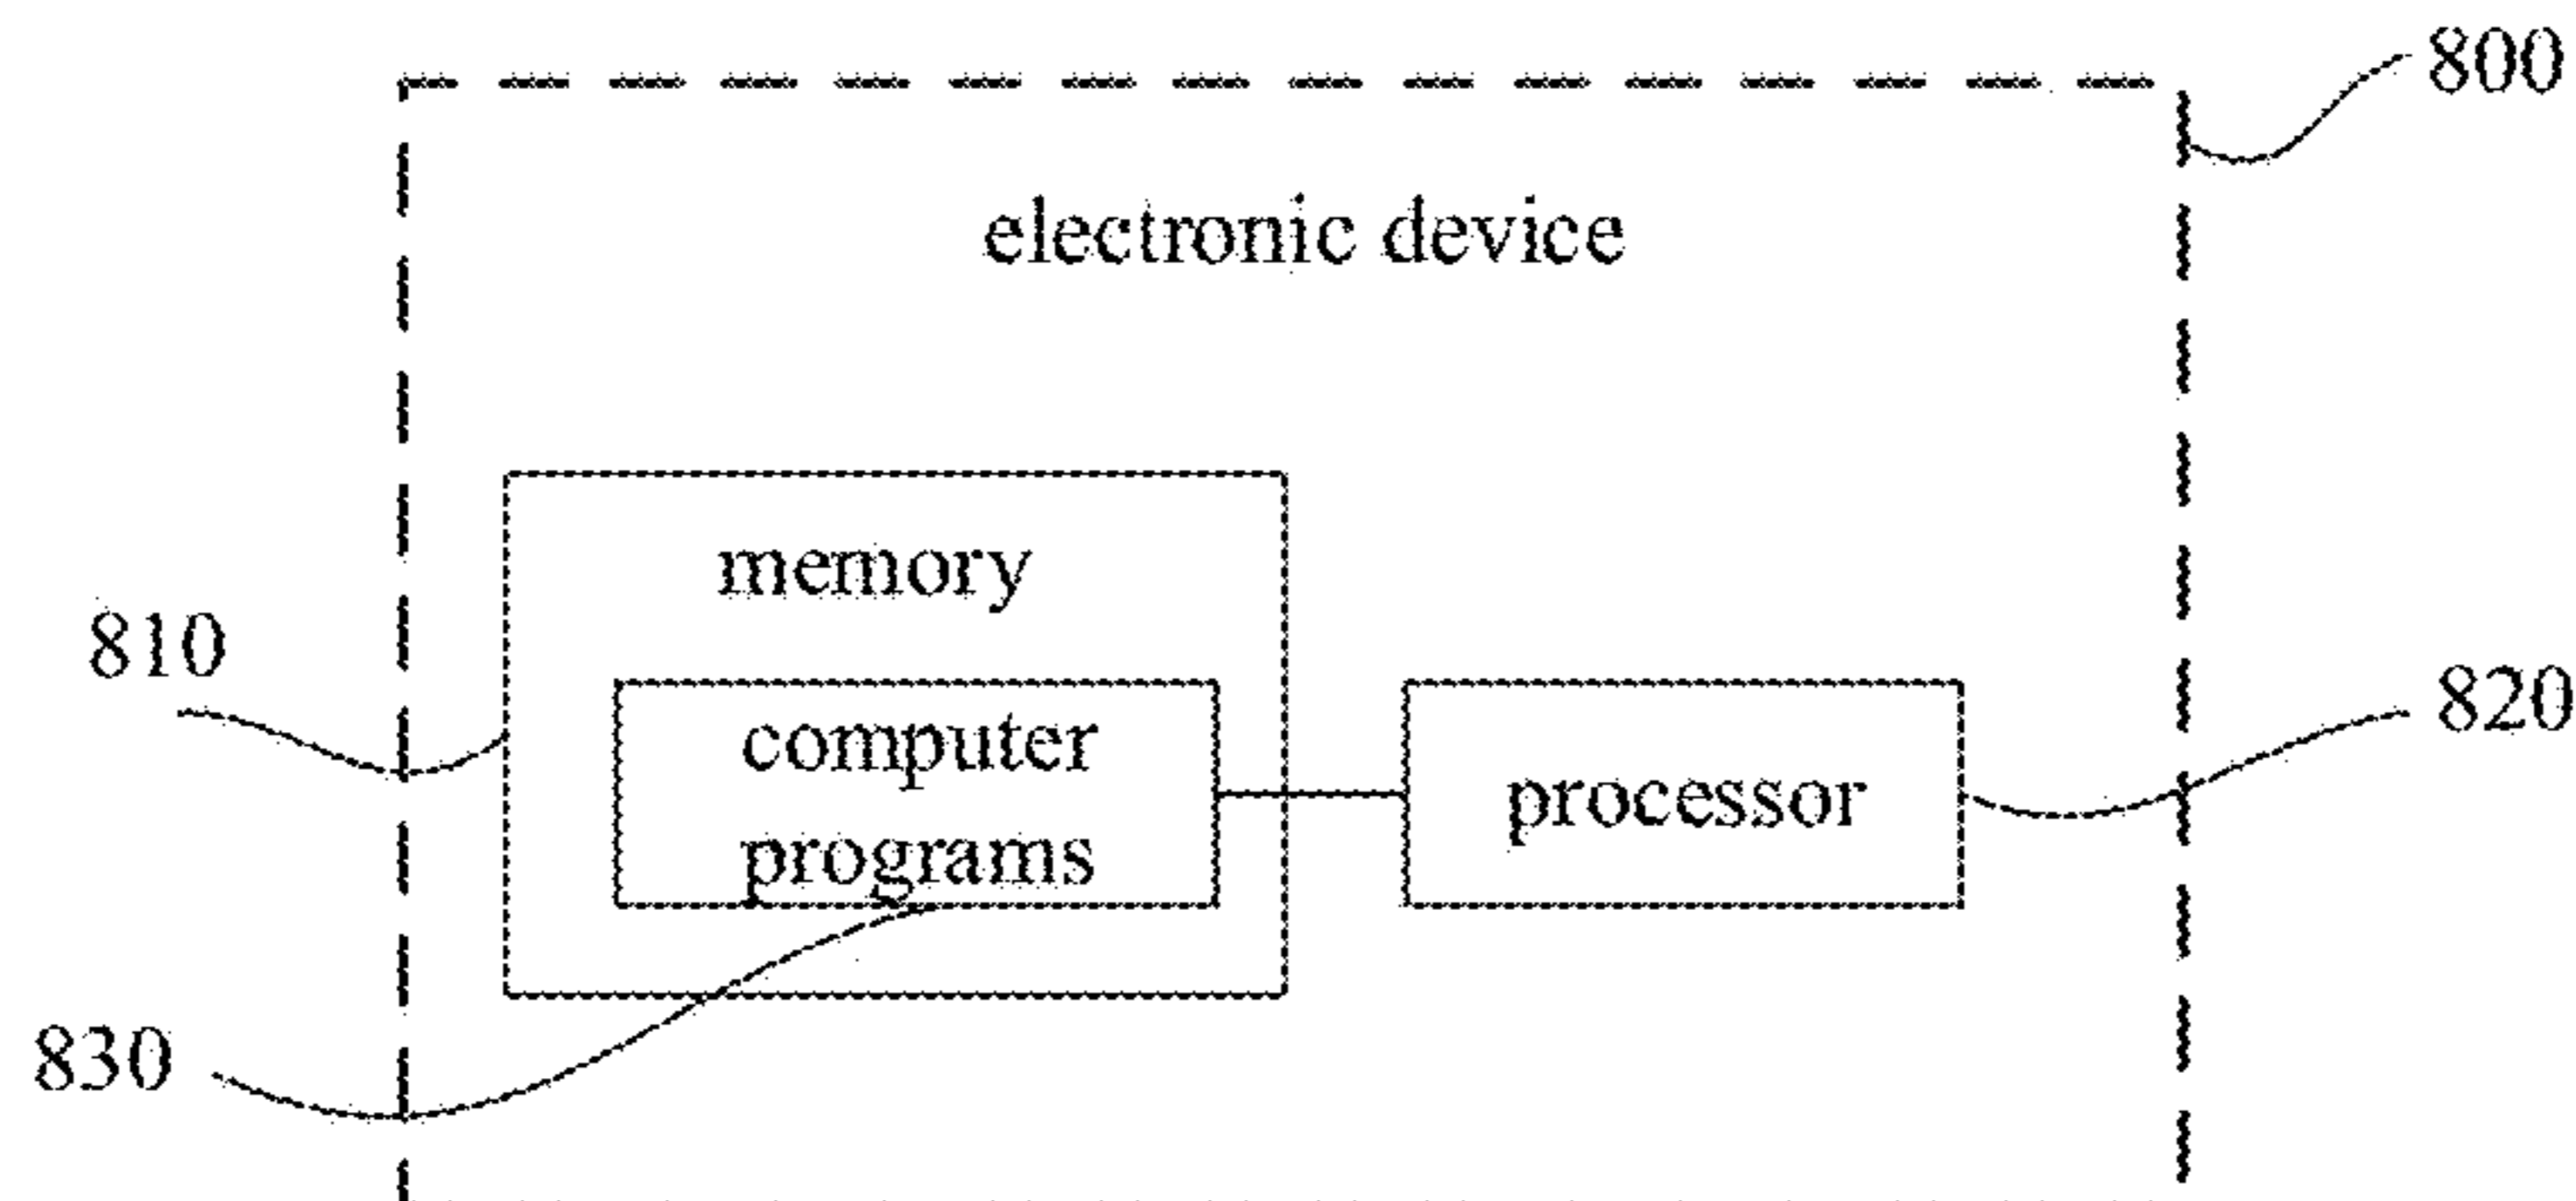 800
electronic device
memory
810
computer
programs
processor
820
830